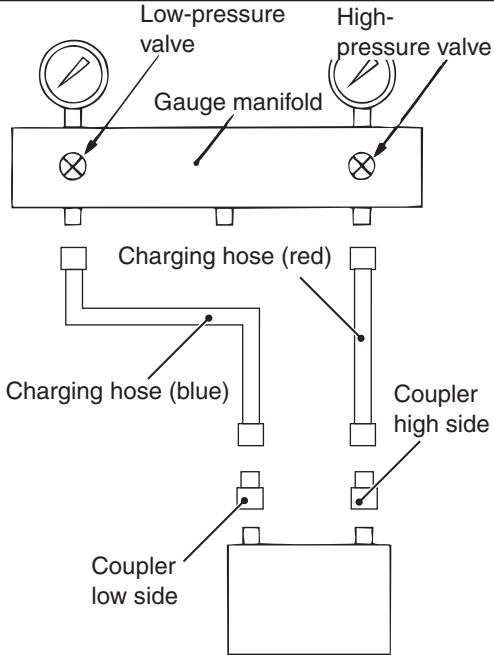 Low-pressure
valve
High-
pressure valve
Gauge manifold
Charging hose (red)
Charging hose (blue)
Coupler
high side
Coupler
low side